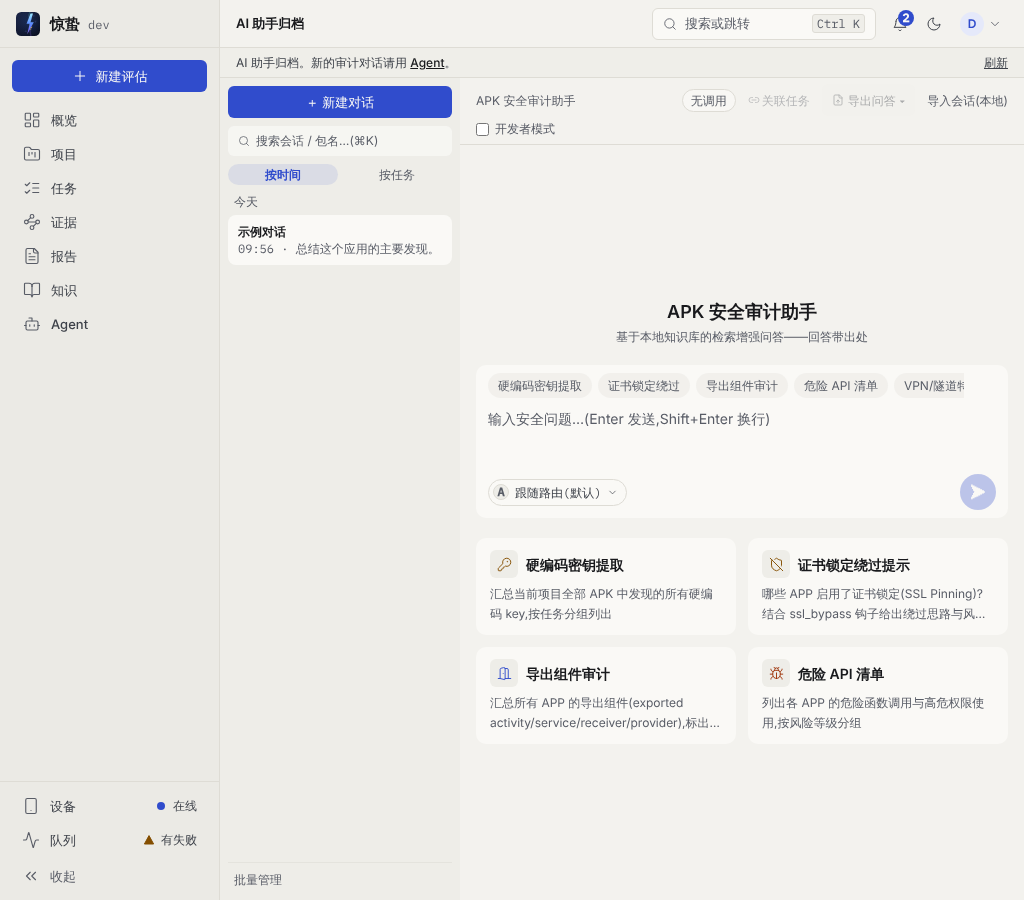 惊蛰 dev
AI 助手归档
搜索或跳转
Ctrl K
2
D
新建评估
概览
项目
任务
证据
报告
知识
Agent
设备
在线
队列
有失败
收起
AI 助手归档。新的审计对话请用 Agent。
刷新
+ 新建对话
搜索会话 / 包名...(⌘K)
按时间
按任务
今天
示例对话
09:56 · 总结这个应用的主要发现。
批量管理
APK 安全审计助手
无调用
关联任务
导出问答
导入会话(本地)
开发者模式
APK 安全审计助手
基于本地知识库的检索增强问答——回答带出处
硬编码密钥提取
证书锁定绕过
导出组件审计
危险 API 清单
VPN/隧道特
输入安全问题...(Enter 发送,Shift+Enter 换行)
A 跟随路由(默认)
硬编码密钥提取
汇总当前项目全部 APK 中发现的所有硬编
码 key,按任务分组列出
证书锁定绕过提示
哪些 APP 启用了证书锁定(SSL Pinning)?
结合 ssl_bypass 钩子给出绕过思路与风...
导出组件审计
汇总所有 APP 的导出组件(exported
activity/service/receiver/provider),标出...
危险 API 清单
列出各 APP 的危险函数调用与高危权限使
用,按风险等级分组